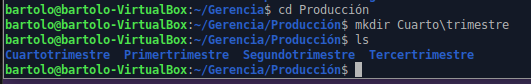 bartolo@bartolo-VirtualBox:~/Gerencia$ cd Producción
bartolo@bartolo-VirtualBox:~/Gerencia/Producción$ mkdir Cuarto\trimestre
bartolo@bartolo-VirtualBox:~/Gerencia/Producción$ ls
Cuartotrimestre Primertrimestre Segundotrimestre Tercertrimestre
bartolo@bartolo-VirtualBox:~/Gerencia/Producción$